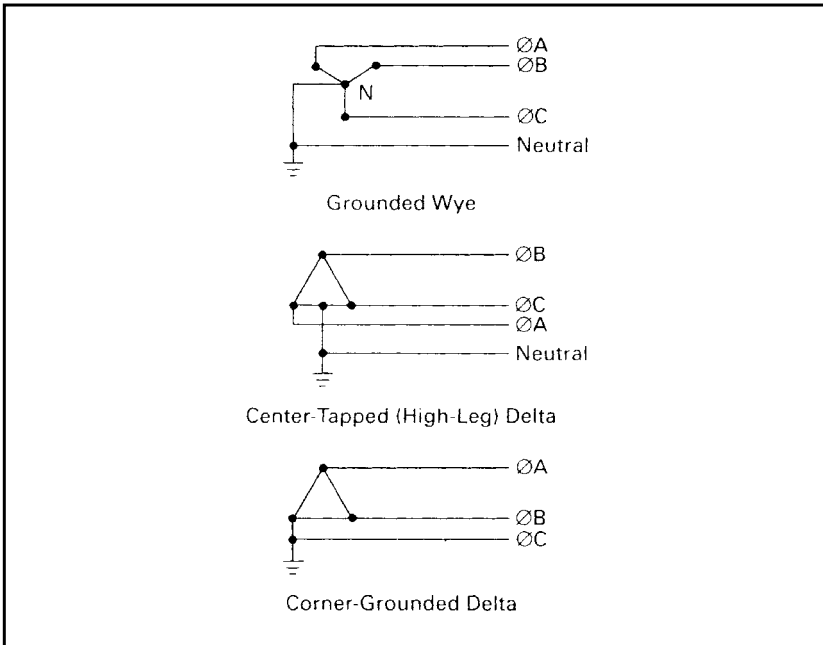 ØA
ØB
N
ØC
Neutral
Grounded Wye
ØB
ØC
ØA
Neutral
Center-Tapped (High-Leg) Delta
ØA
ØB
ØC
Corner-Grounded Delta